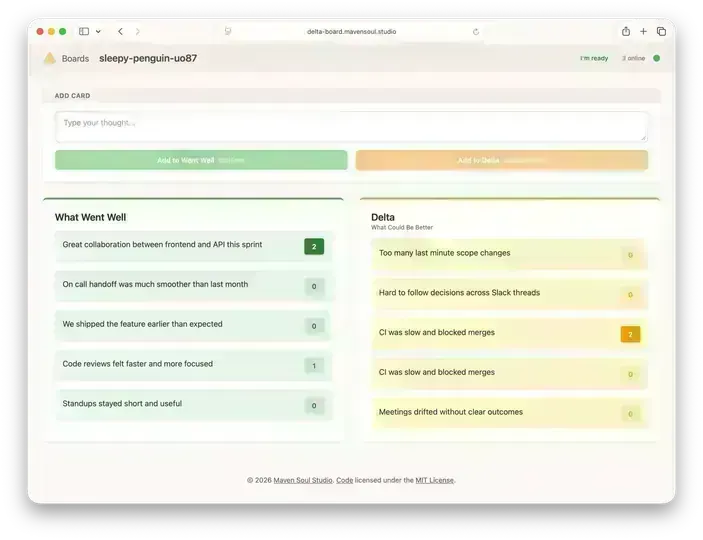 delta-board.mavensoul.studio
Boards sleepy-penguin-uo87
I'm ready 3 online
ADD CARD
Type your thought...
Add to Went Well
Add to Delta
What Went Well
Great collaboration between frontend and API this sprint 2
On call handoff was much smoother than last month 0
We shipped the feature earlier than expected 0
Code reviews felt faster and more focused 1
Standups stayed short and useful 0
Delta
What Could Be Better
Too many last minute scope changes 0
Hard to follow decisions across Slack threads 0
CI was slow and blocked merges 2
CI was slow and blocked merges 0
Meetings drifted without clear outcomes 0
© 2026 Maven Soul Studio. Code licensed under the MIT License.